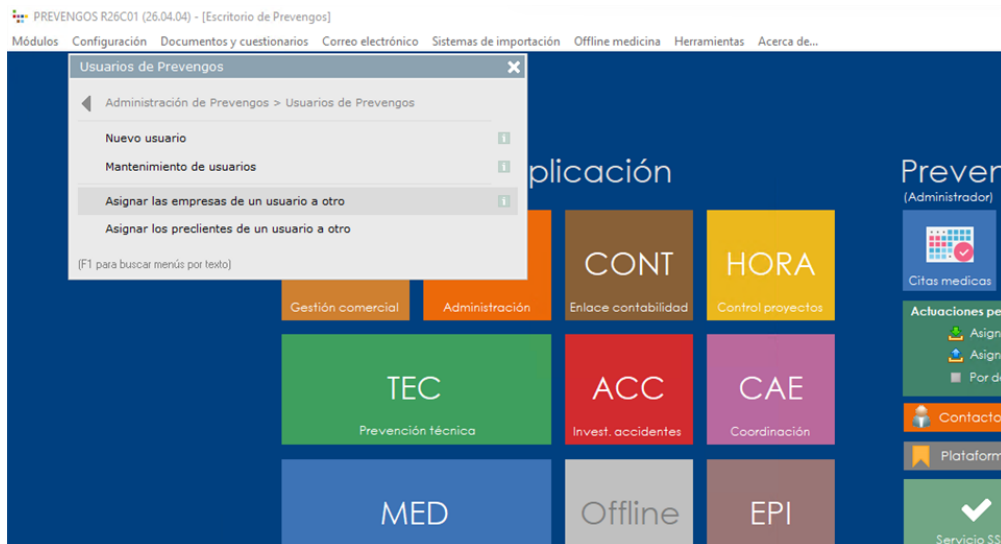 PREVENGOS R26C01 (26.04.04) - [Escritorio de Prevengos]
Módulos Configuración Documentos y cuestionarios Correo electrónico Sistemas de importación Offline medicina Herramientas Acerca de...
Usuarios de Prevengos
Administración de Prevengos > Usuarios de Prevengos
Nuevo usuario
Mantenimiento de usuarios
Asignar las empresas de un usuario a otro
Asignar los preclientes de un usuario a otro
(F1 para buscar menús por texto)
plicación
Gestión comercial
Administración
CONT
Enlace contabilidad
HORA
Control proyectos
TEC
Prevención técnica
ACC
Invest. accidentes
CAE
Coordinación
MED
Offline
EPI
Preven
(Administrador)
Citas medicas
Actuaciones pe
Asign
Asign
Por d
Contacto
Plataform
Servicio SS